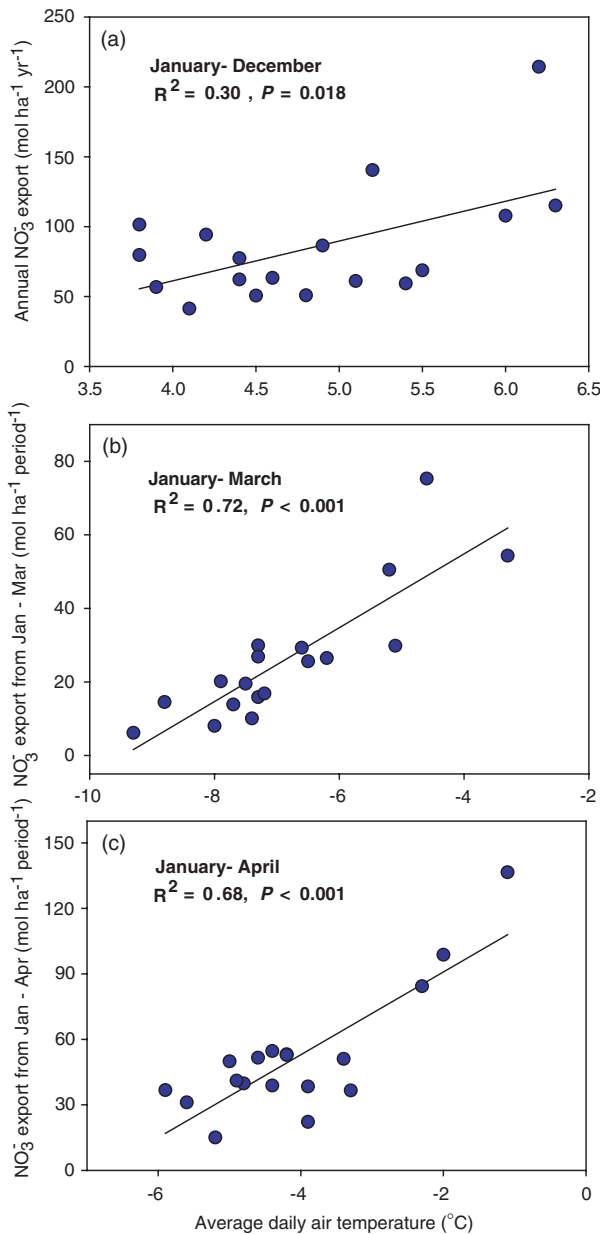 (a)
January- December
R² = 0.30 , P = 0.018
Annual NO₃⁻ export (mol ha⁻¹ yr⁻¹)
250
200
150
100
50
0
3.5 4.0 4.5 5.0 5.5 6.0 6.5
(b)
January- March
R² = 0.72, P < 0.001
NO₃⁻ export from Jan - Mar (mol ha⁻¹ period⁻¹)
80
60
40
20
0
-10 -8 -6 -4 -2
(c)
January- April
R² = 0.68, P < 0.001
NO₃⁻ export from Jan - Apr (mol ha⁻¹ period⁻¹)
150
120
90
60
30
0
-6 -4 -2 0
Average daily air temperature (°C)